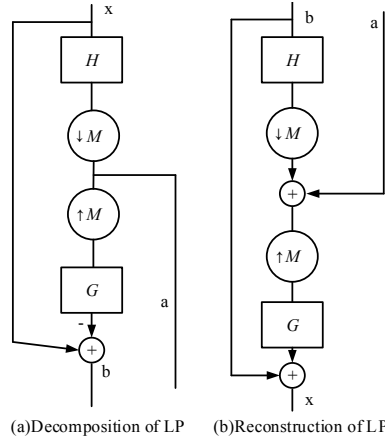 x
H
↓M
↑M
G
-
+
a
b
(a)Decomposition of LP
b
a
H
↓M
+
↑M
G
+
x
(b)Reconstruction of LP